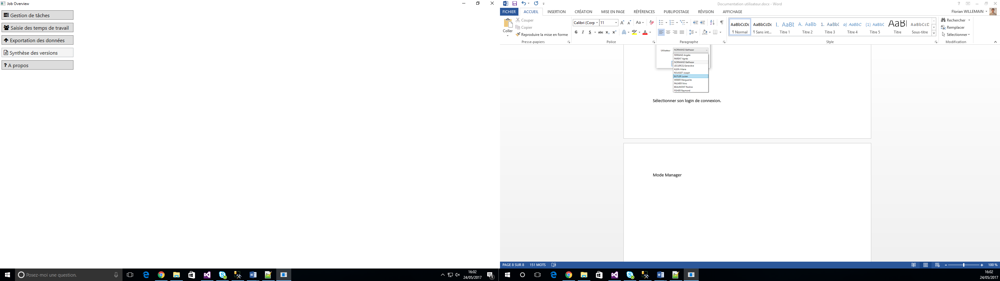 Job Overview
Gestion de tâches
Saisie des temps de travail
Exportation des données
Synthèse des versions
? A propos
Posez-moi une question.
16:02
24/05/2017
1
Documentation utilisateur.docx - Word
FICHIER ACCUEIL INSERTION CRÉATION MISE EN PAGE RÉFÉRENCES PUBLIPOSTAGE RÉVISION AFFICHAGE
Florian WILLEMAIN
Coller
Couper
Copier
Reproduire la mise en forme
Presse-papiers
Calibri (Corp 11
G I S abc x₂ x²
Police
Paragraphe
AaBbCcDc AaBbCcDc I. AaBb A. AaBb 1. AaBbC a) AaBbC (1) AaBbC AaBl AaBbCcD
¶ Normal ¶ Sans int... Titre 1 Titre 2 Titre 3 Titre 4 Titre 5 Titre Sous-titre
Style
Rechercher
Remplacer
Sélectionner
Modification
Utilisateur NORMAND Balthazar
FERRAND Angèle
PARENT Agnès
NORMAND Balthazar
LECLERCQ Geneviève
KLEIN Hilaire
ROUSSET Joseph
BUTLER Lucien
WEBER Marguerite
PALMER Nino
BEAUMONT Rosline
FISHER Raymond
Sélectionner son login de connexion.
Mode Manager
PAGE 8 SUR 8 151 MOTS
100 %
16:02
24/05/2017